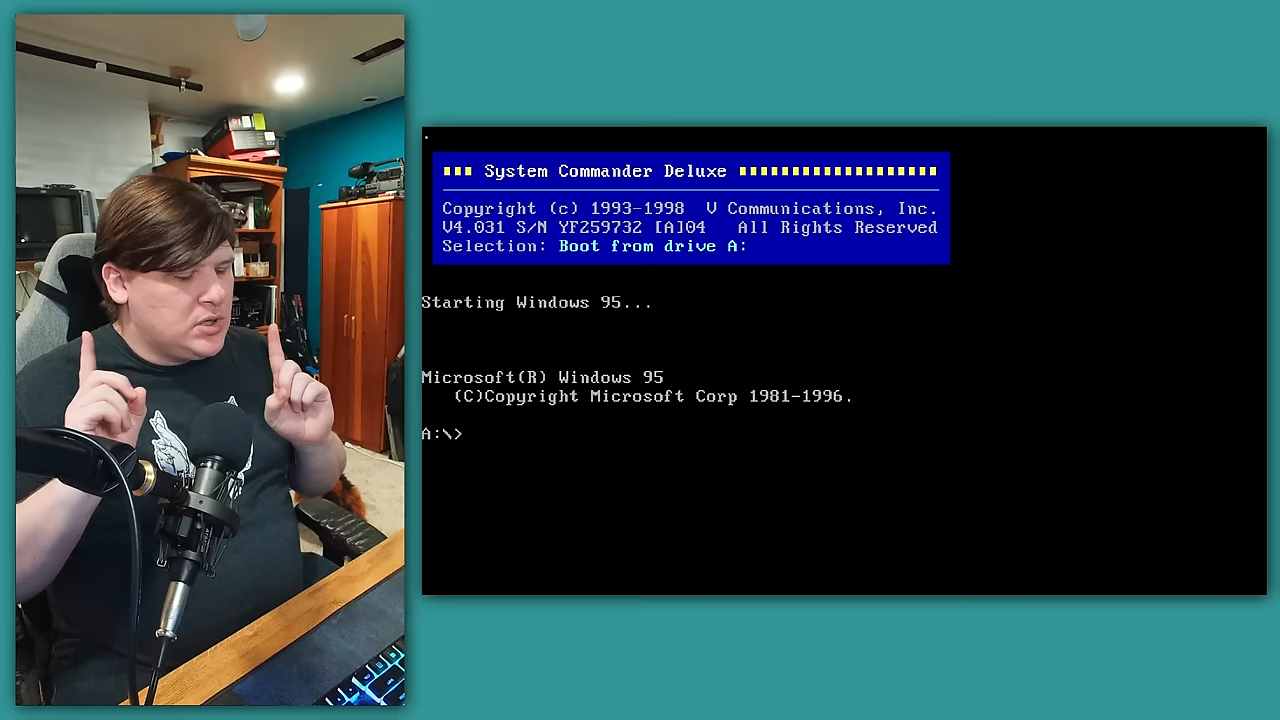 System Commander Deluxe
Copyright (c) 1993-1998 V Communications, Inc.
V4.031 S/N YF259732 [A]04 All Rights Reserved
Selection: Boot from drive A:
Starting Windows 95...
Microsoft(R) Windows 95
(C)Copyright Microsoft Corp 1981-1996.
A:\>